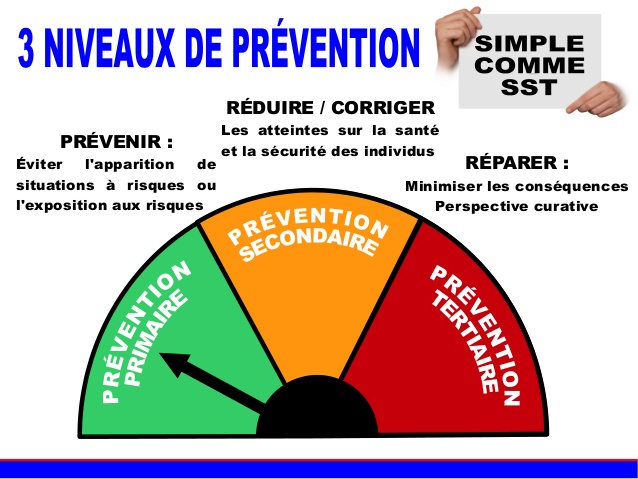 3 NIVEAUX DE PRÉVENTION
SIMPLE
COMME
SST
PRÉVENIR :
Éviter l'apparition de
situations à risques ou
l'exposition aux risques
RÉDUIRE / CORRIGER
Les atteintes sur la santé
et la sécurité des individus
RÉPARER :
Minimiser les conséquences
Perspective curative
PRÉVENTION
PRIMAIRE
PRÉVENTION
SECONDAIRE
PRÉVENTION
TERTIAIRE